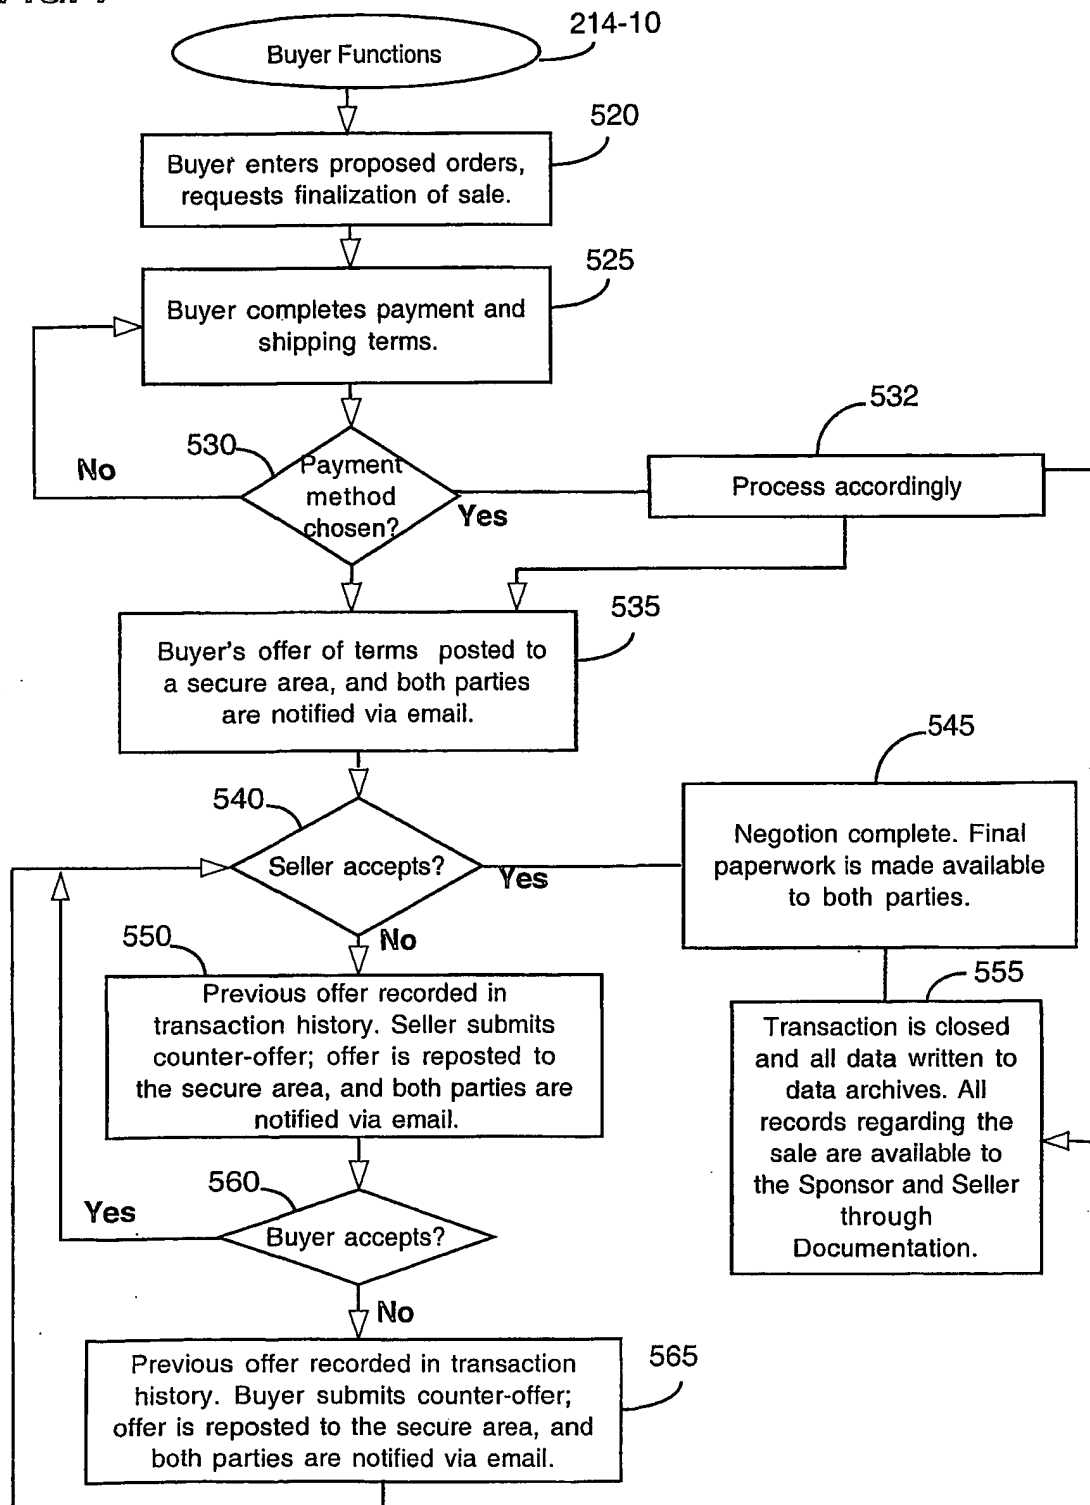 Buyer Functions
214-10
520
Buyer enters proposed orders,
requests finalization of sale.
525
Buyer completes payment and
shipping terms.
530
Payment
method
chosen?
No
Yes
532
Process accordingly
535
Buyer's offer of terms posted to
a secure area, and both parties
are notified via email.
540
Seller accepts?
Yes
No
545
Negotion complete. Final
paperwork is made available
to both parties.
550
Previous offer recorded in
transaction history. Seller submits
counter-offer; offer is reposted to
the secure area, and both parties are
notified via email.
555
Transaction is closed
and all data written to
data archives. All
records regarding the
sale are available to
the Sponsor and Seller
through
Documentation.
560
Buyer accepts?
Yes
No
565
Previous offer recorded in transaction
history. Buyer submits counter-offer;
offer is reposted to the secure area, and
both parties are notified via email.